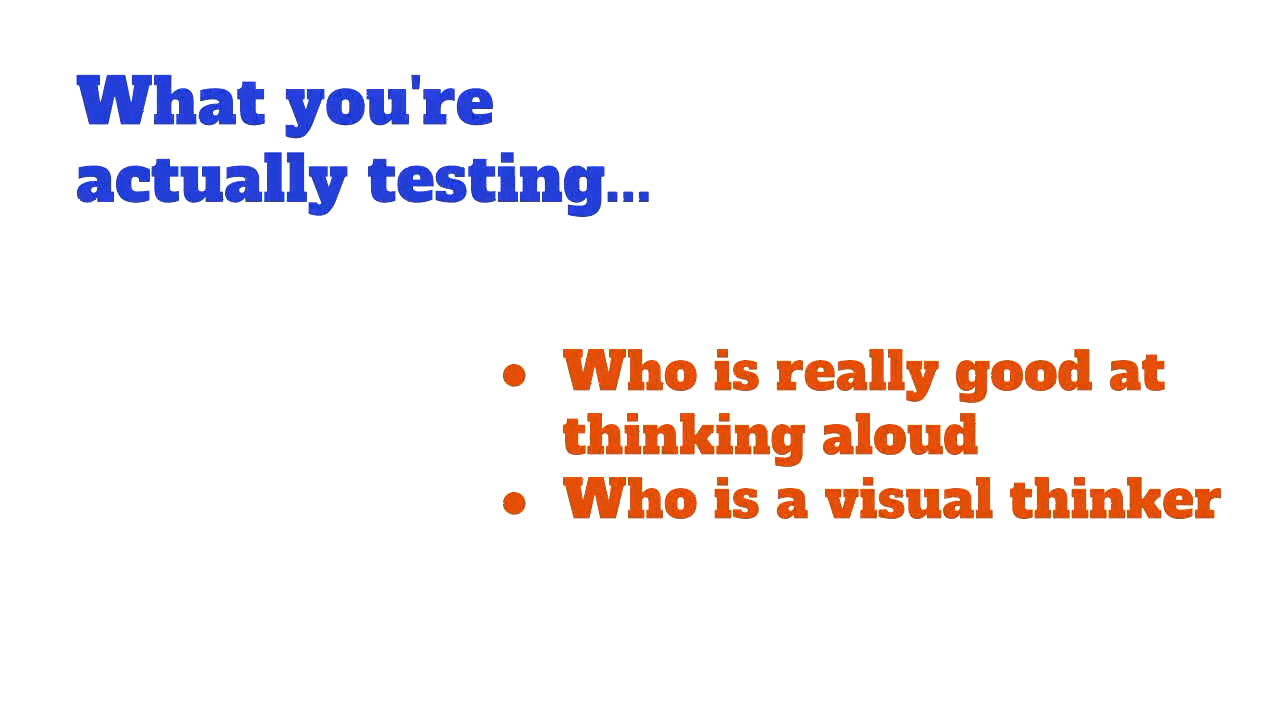 What you're
actually testing...
● Who is really good at
thinking aloud
● Who is a visual thinker